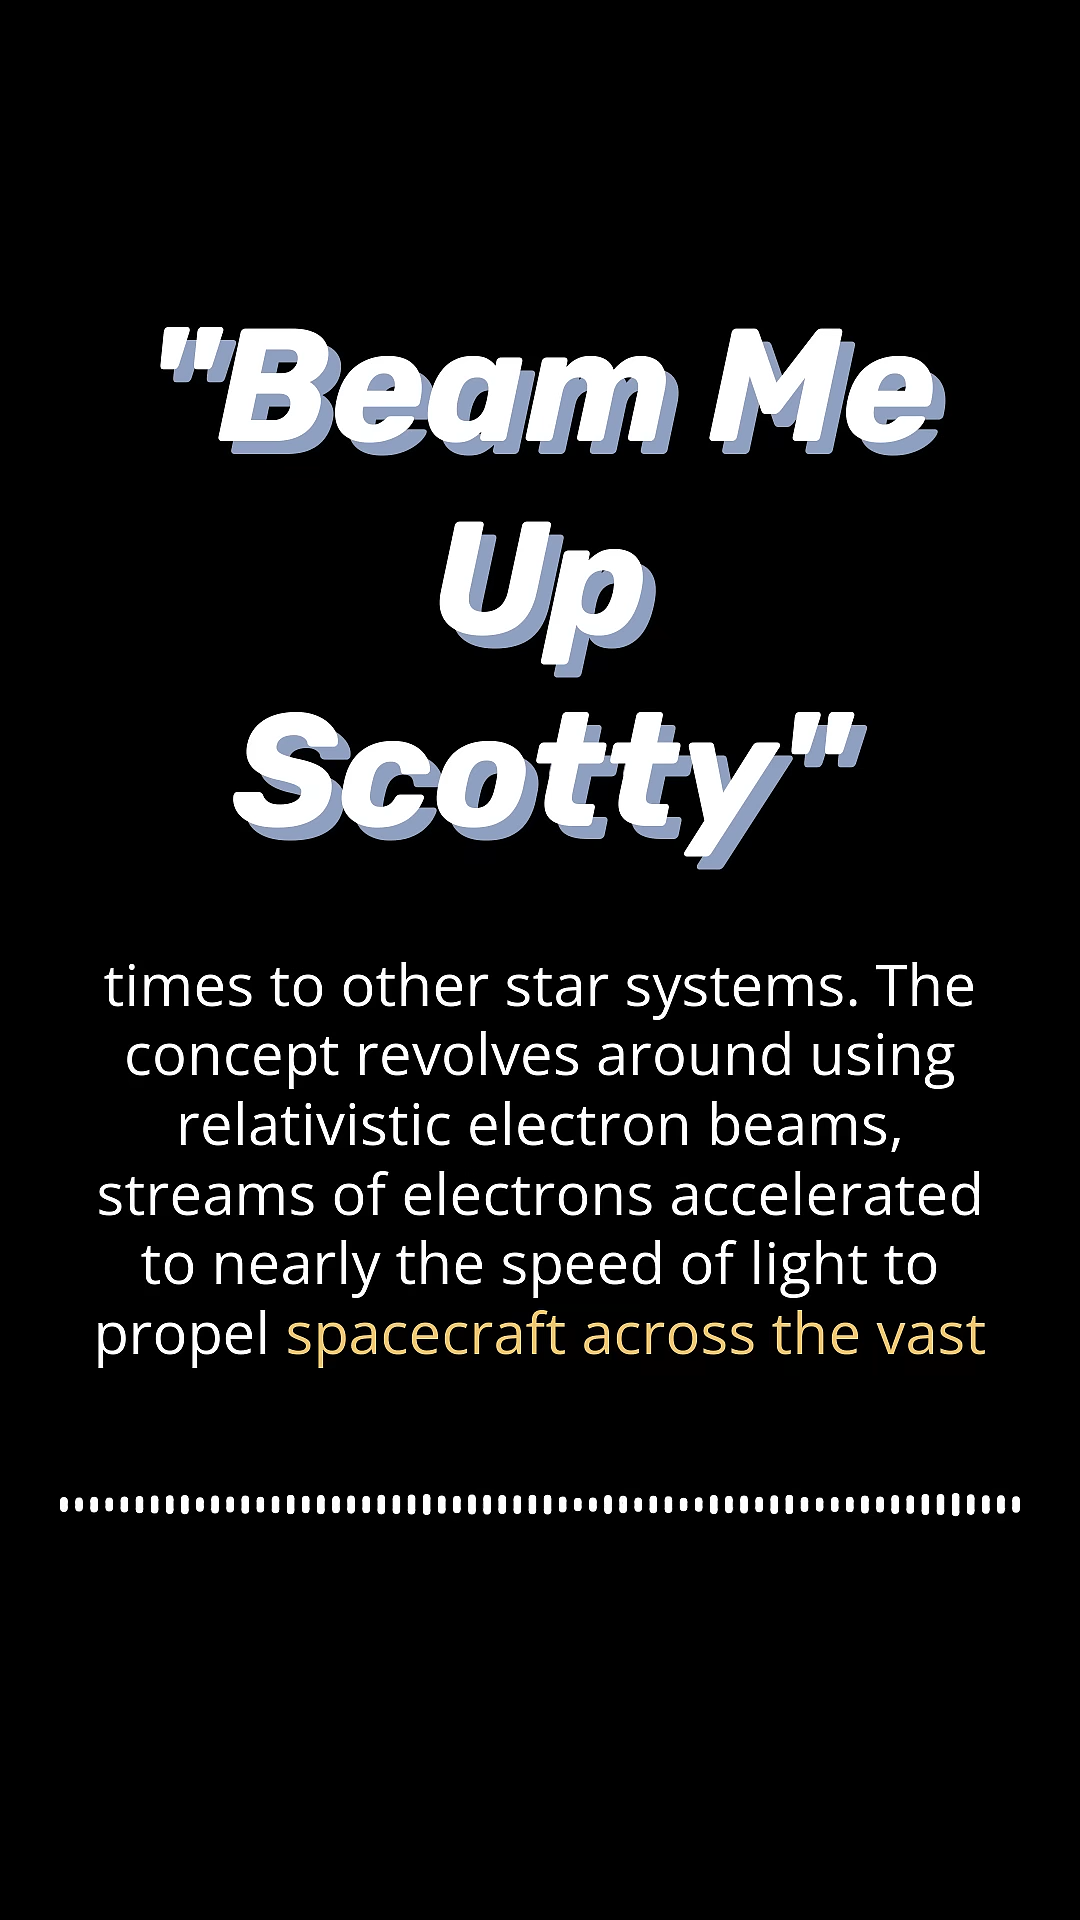 "Beam Me
Up
Scotty"
times to other star systems. The
concept revolves around using
relativistic electron beams,
streams of electrons accelerated
to nearly the speed of light to
propel spacecraft across the vast